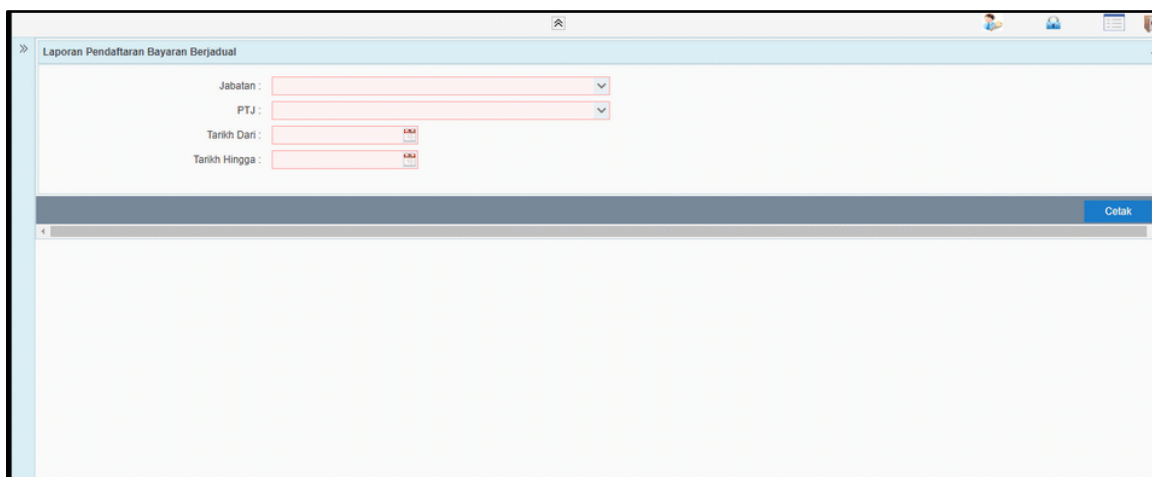 Laporan Pendaftaran Bayaran Berjadual
Jabatan :
PTJ :
Tarikh Dari :
Tarikh Hingga :
Cetak